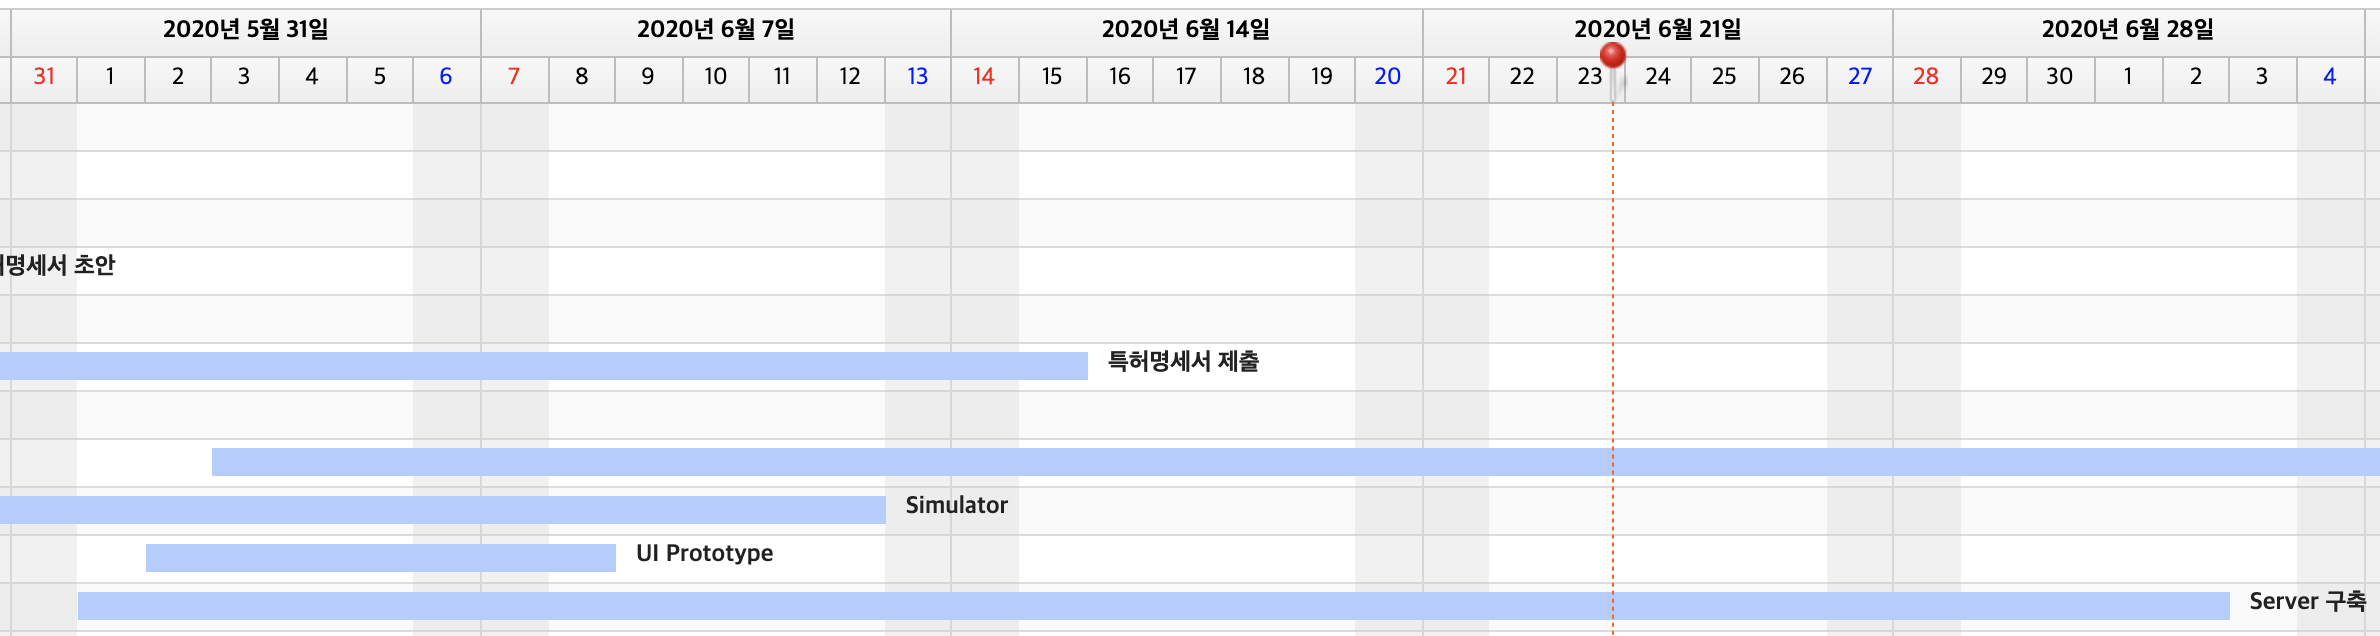 2020년 5월 31일 2020년 6월 7일 2020년 6월 14일 2020년 6월 21일 2020년 6월 28일
31 1 2 3 4 5 6 7 8 9 10 11 12 13 14 15 16 17 18 19 20 21 22 23 24 25 26 27 28 29 30 1 2 3 4
명세서 초안
특허명세서 제출
Simulator
UI Prototype
Server 구축